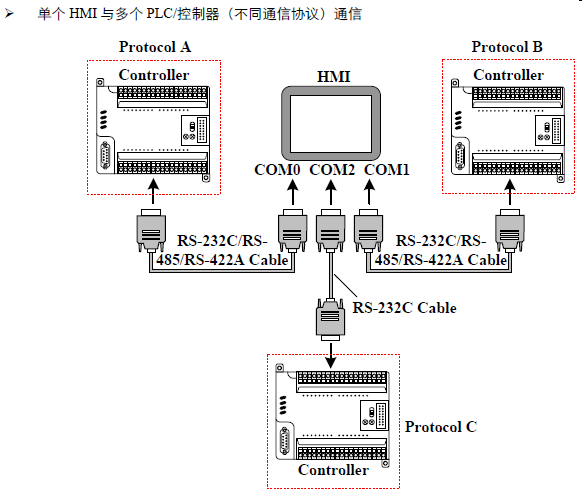 ➢ 单个 HMI 与多个 PLC/控制器（不同通信协议）通信
Protocol A
Protocol B
Controller
HMI
Controller
COM0 COM2 COM1
RS-232C/RS-
485/RS-422A Cable
RS-232C/RS-
485/RS-422A Cable
RS-232C Cable
Protocol C
Controller